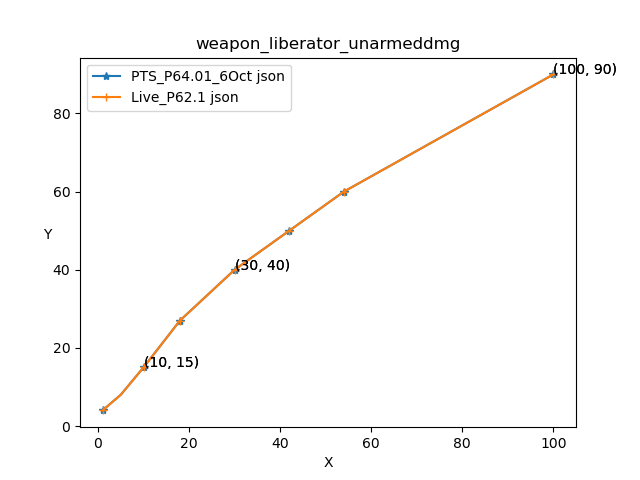 weapon_liberator_unarmeddmg
PTS_P64.01_6Oct json
Live_P62.1 json
(100, 90)
80
60
Y
40
(30, 40)
20
(10, 15)
0
0 20 40 60 80 100
X